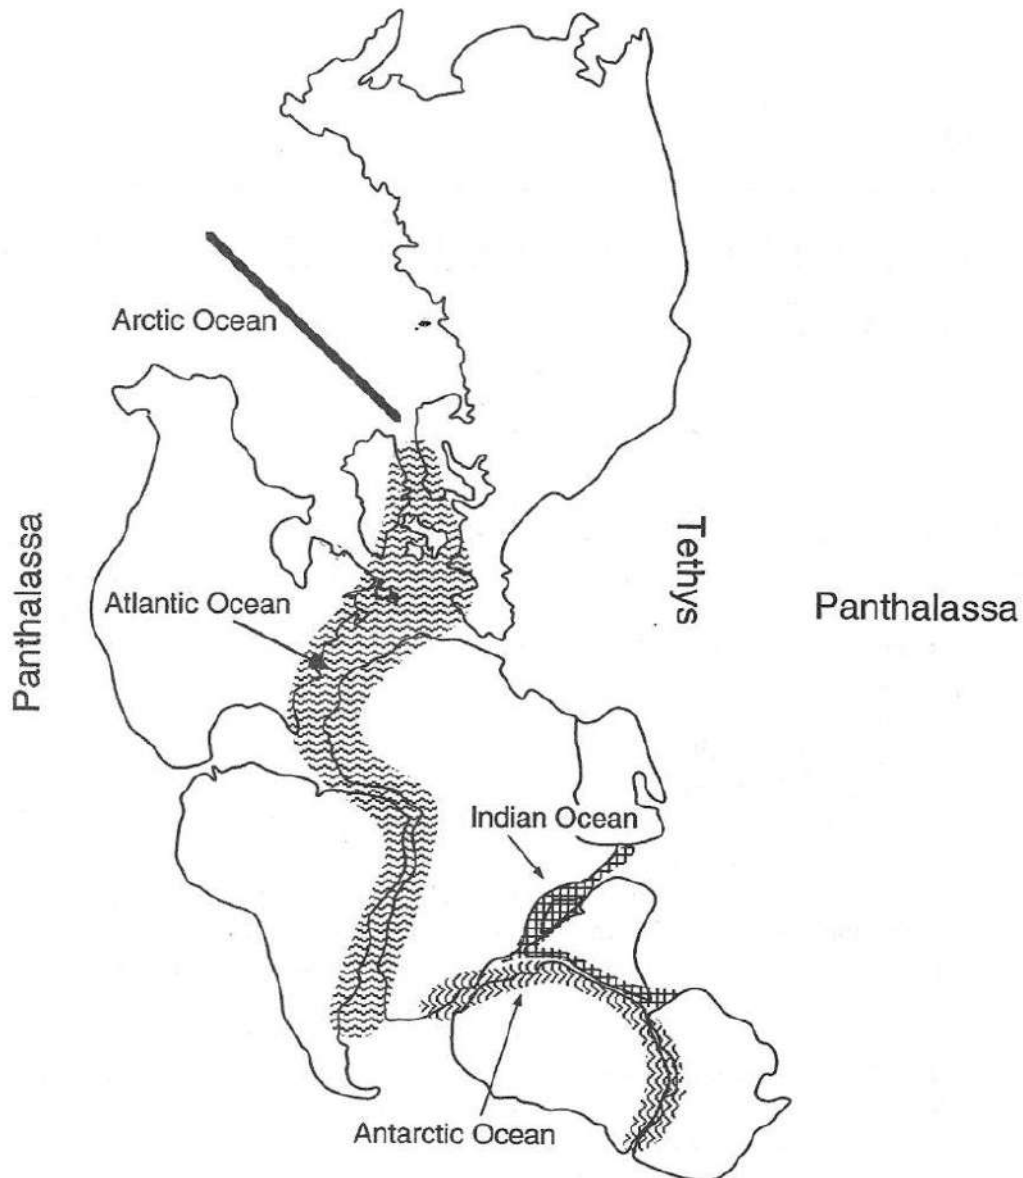 Arctic Ocean
Panthalassa
Tethys
Atlantic Ocean
Panthalassa
Indian Ocean
Antarctic Ocean